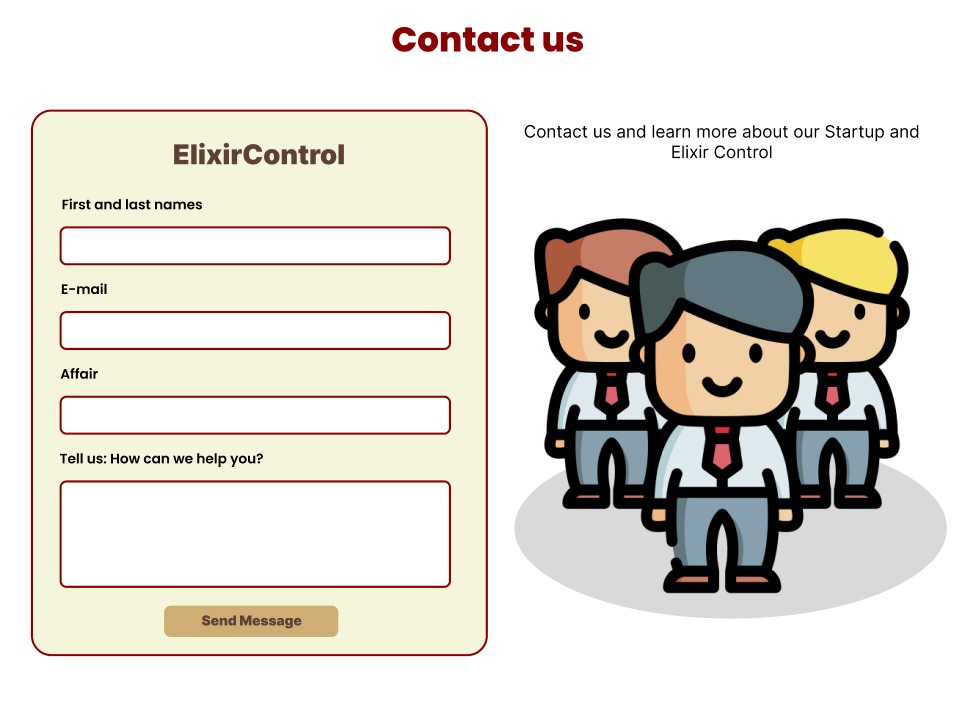 Contact us
ElixirControl
First and last names
E-mail
Affair
Tell us: How can we help you?
Send Message
Contact us and learn more about our Startup and
Elixir Control